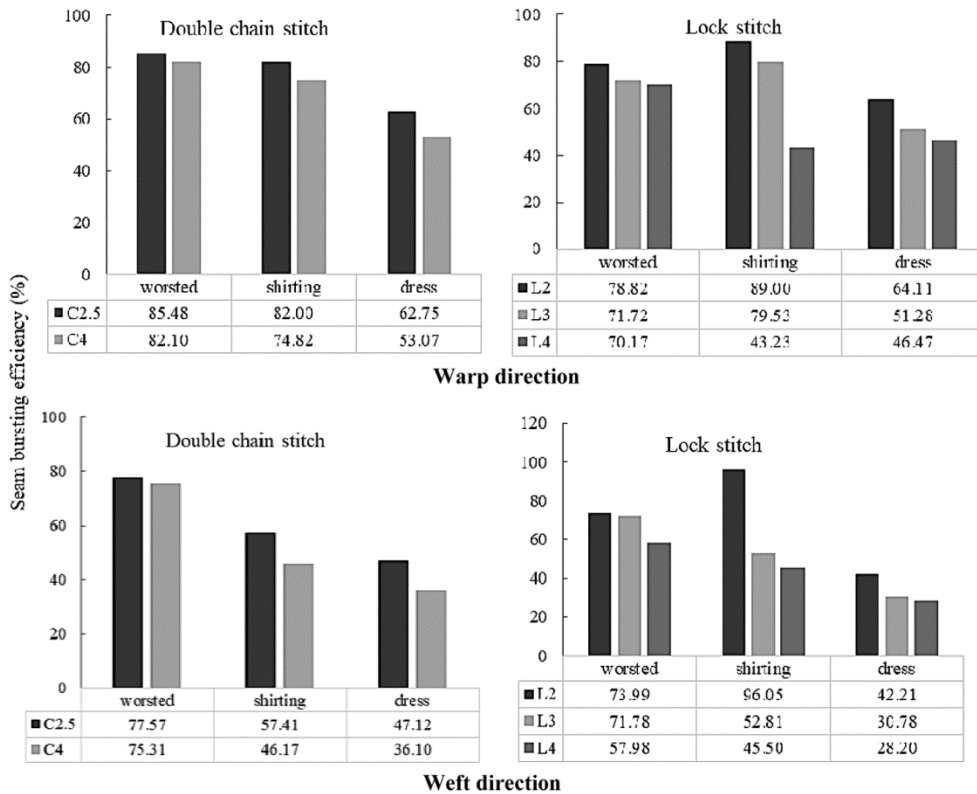 Seam bursting efficiency (%)
Double chain stitch
100
80
60
40
20
0
worsted shirting dress
C2.5 85.48 82.00 62.75
C4 82.10 74.82 53.07
Lock stitch
100
80
60
40
20
0
worsted shirting dress
L2 78.82 89.00 64.11
L3 71.72 79.53 51.28
L4 70.17 43.23 46.47
Warp direction
Double chain stitch
100
80
60
40
20
0
worsted shirting dress
C2.5 77.57 57.41 47.12
C4 75.31 46.17 36.10
Lock stitch
120
100
80
60
40
20
0
worsted shirting dress
L2 73.99 96.05 42.21
L3 71.78 52.81 30.78
L4 57.98 45.50 28.20
Weft direction